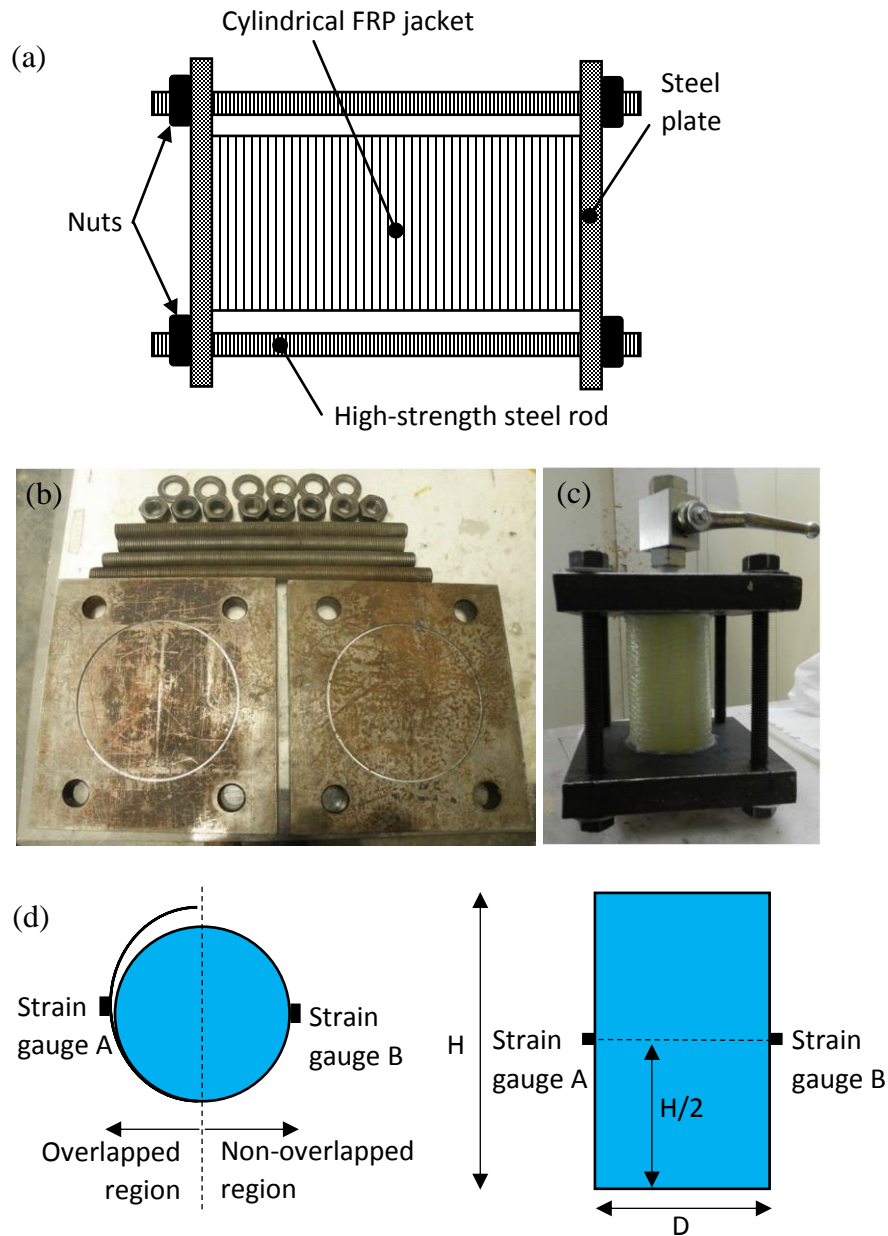 (a)
Cylindrical FRP jacket
Steel
plate
Nuts
High-strength steel rod
(b)
(c)
(d)
Strain
gauge A
Strain
gauge B
Overlapped
region
Non-overlapped
region
H
Strain
gauge A
Strain
gauge B
H/2
D